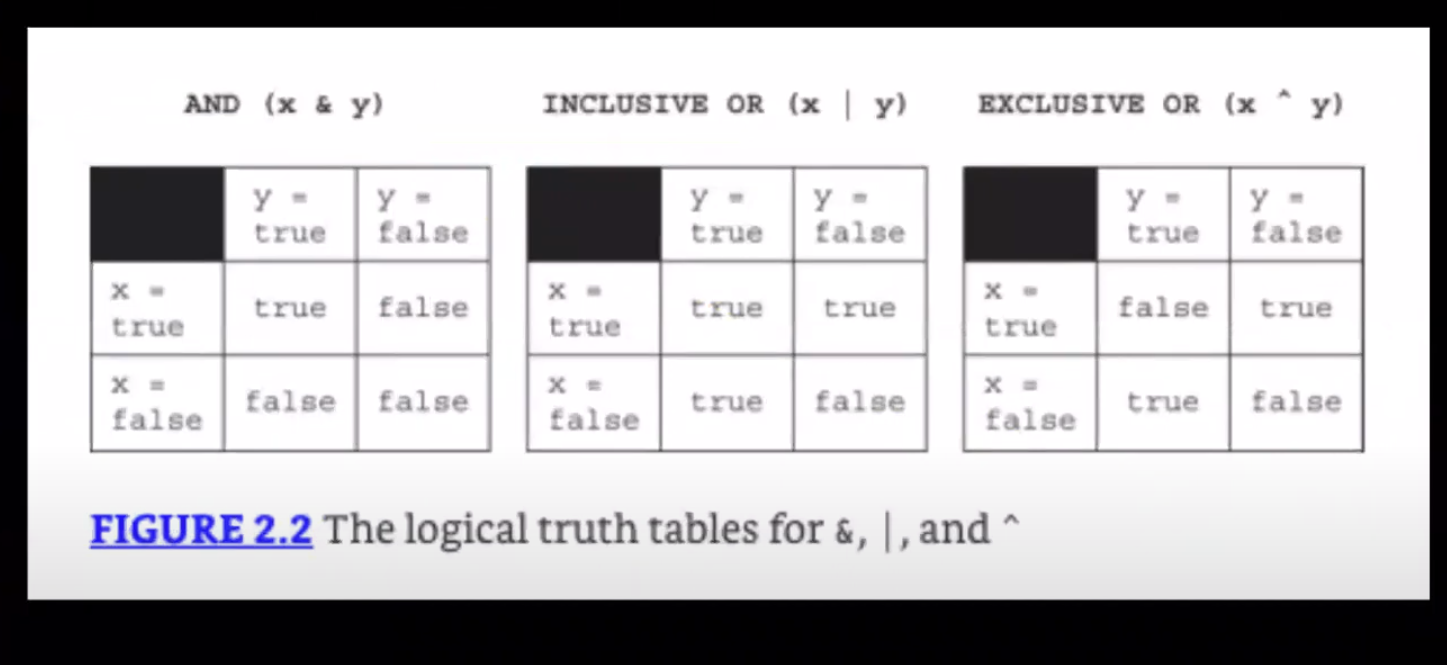 AND (x & y)
INCLUSIVE OR (x | y)
EXCLUSIVE OR (x ^ y)
y =
true
y =
false
x =
true
true
false
x =
false
false
false
y =
true
y =
false
x =
true
true
true
x =
false
true
false
y =
true
y =
false
x =
true
false
true
x =
false
true
false
FIGURE 2.2 The logical truth tables for &, |, and ^